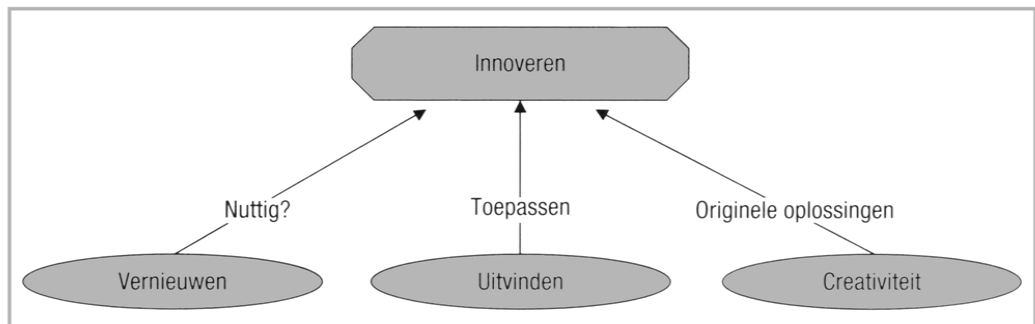 Innoveren
Nuttig?
Toepassen
Originele oplossingen
Vernieuwen
Uitvinden
Creativiteit